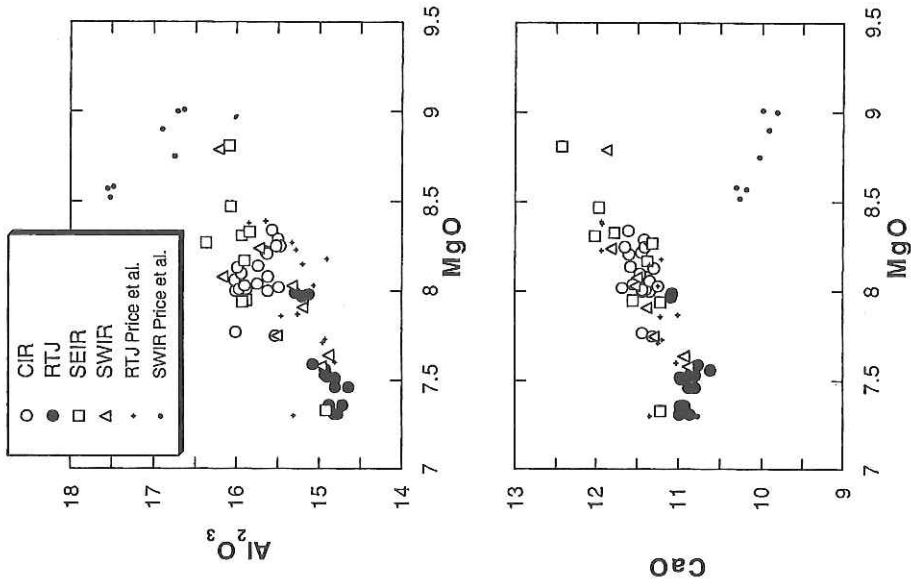 CIR
RTJ
SEIR
SWIR
RTJ Price et al.
SWIR Price et al.
18
17
16
15
14
Al₂O₃
7
7.5
8
8.5
9
9.5
MgO
13
12
11
10
9
CaO
7
7.5
8
8.5
9
9.5
MgO